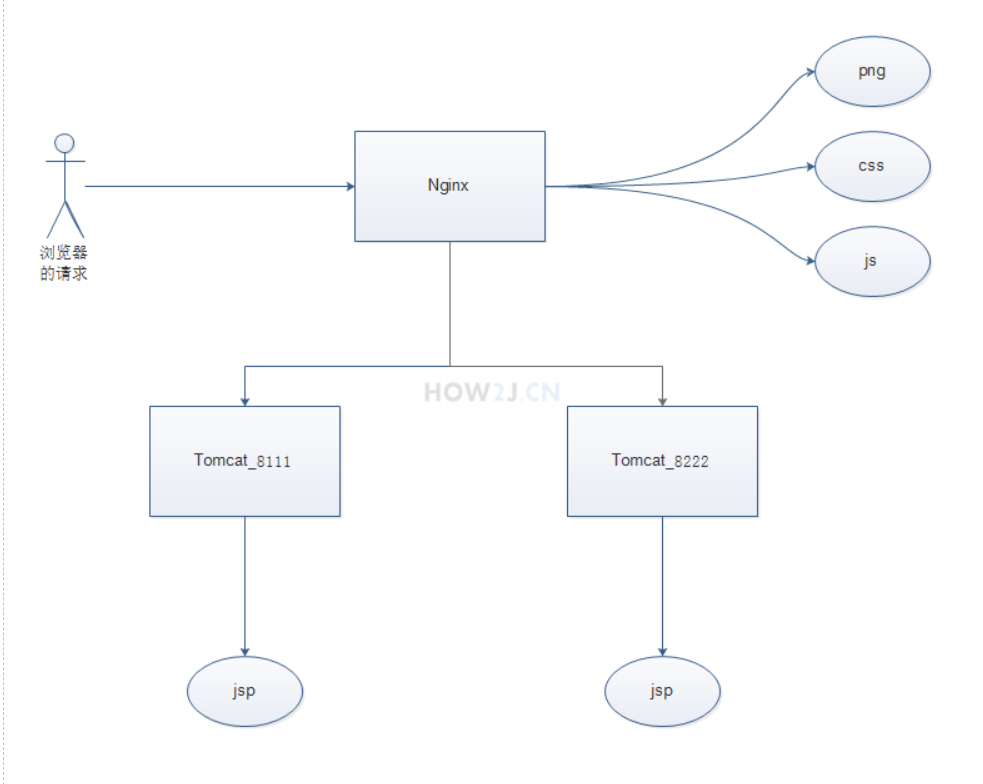 png
css
js
Nginx
浏览器
的请求
HOW2J.CN
Tomcat_8111
Tomcat_8222
jsp
jsp